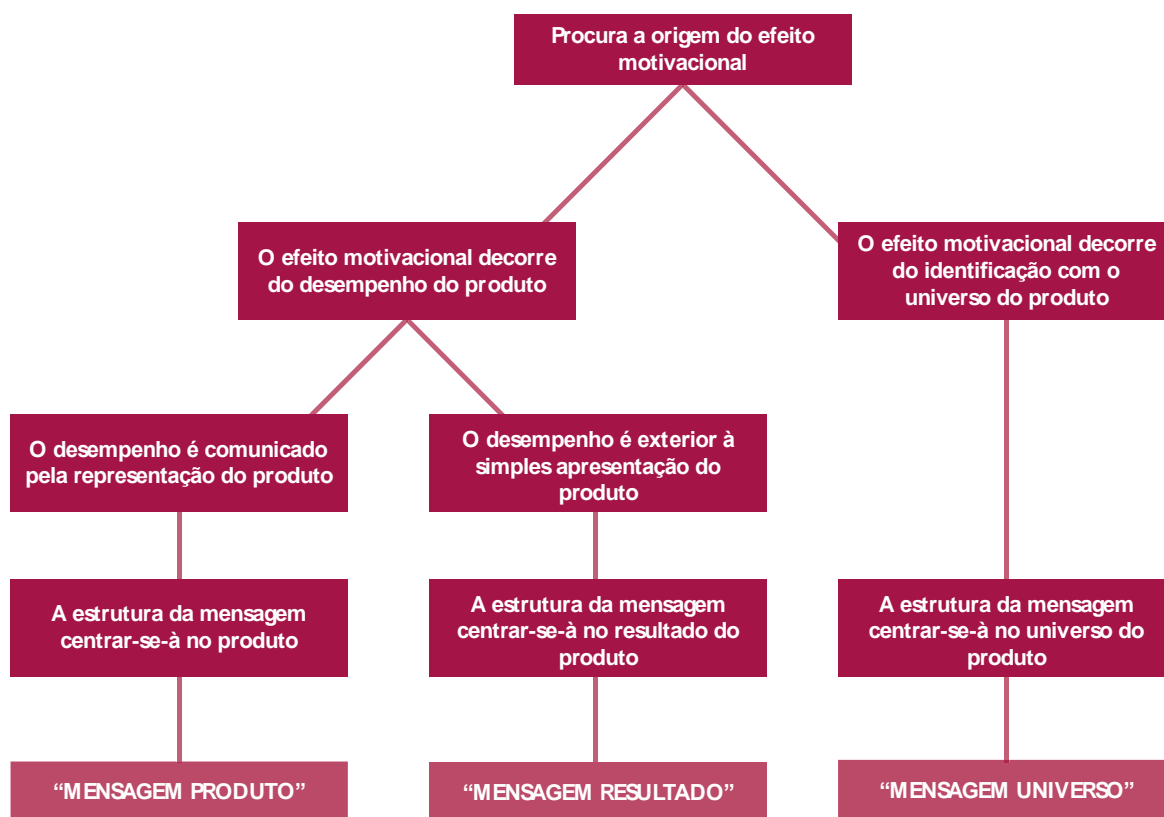 Procura a origem do efeito
motivacional
O efeito motivacional decorre
do desempenho do produto
O efeito motivacional decorre
do identificação com o
universo do produto
O desempenho é comunicado
pela representação do produto
O desempenho é exterior à
simples apresentação do
produto
A estrutura da mensagem
centrar-se-à no produto
A estrutura da mensagem
centrar-se-à no resultado do
produto
A estrutura da mensagem
centrar-se-à no universo do
produto
“MENSAGEM PRODUTO”
“MENSAGEM RESULTADO”
“MENSAGEM UNIVERSO”